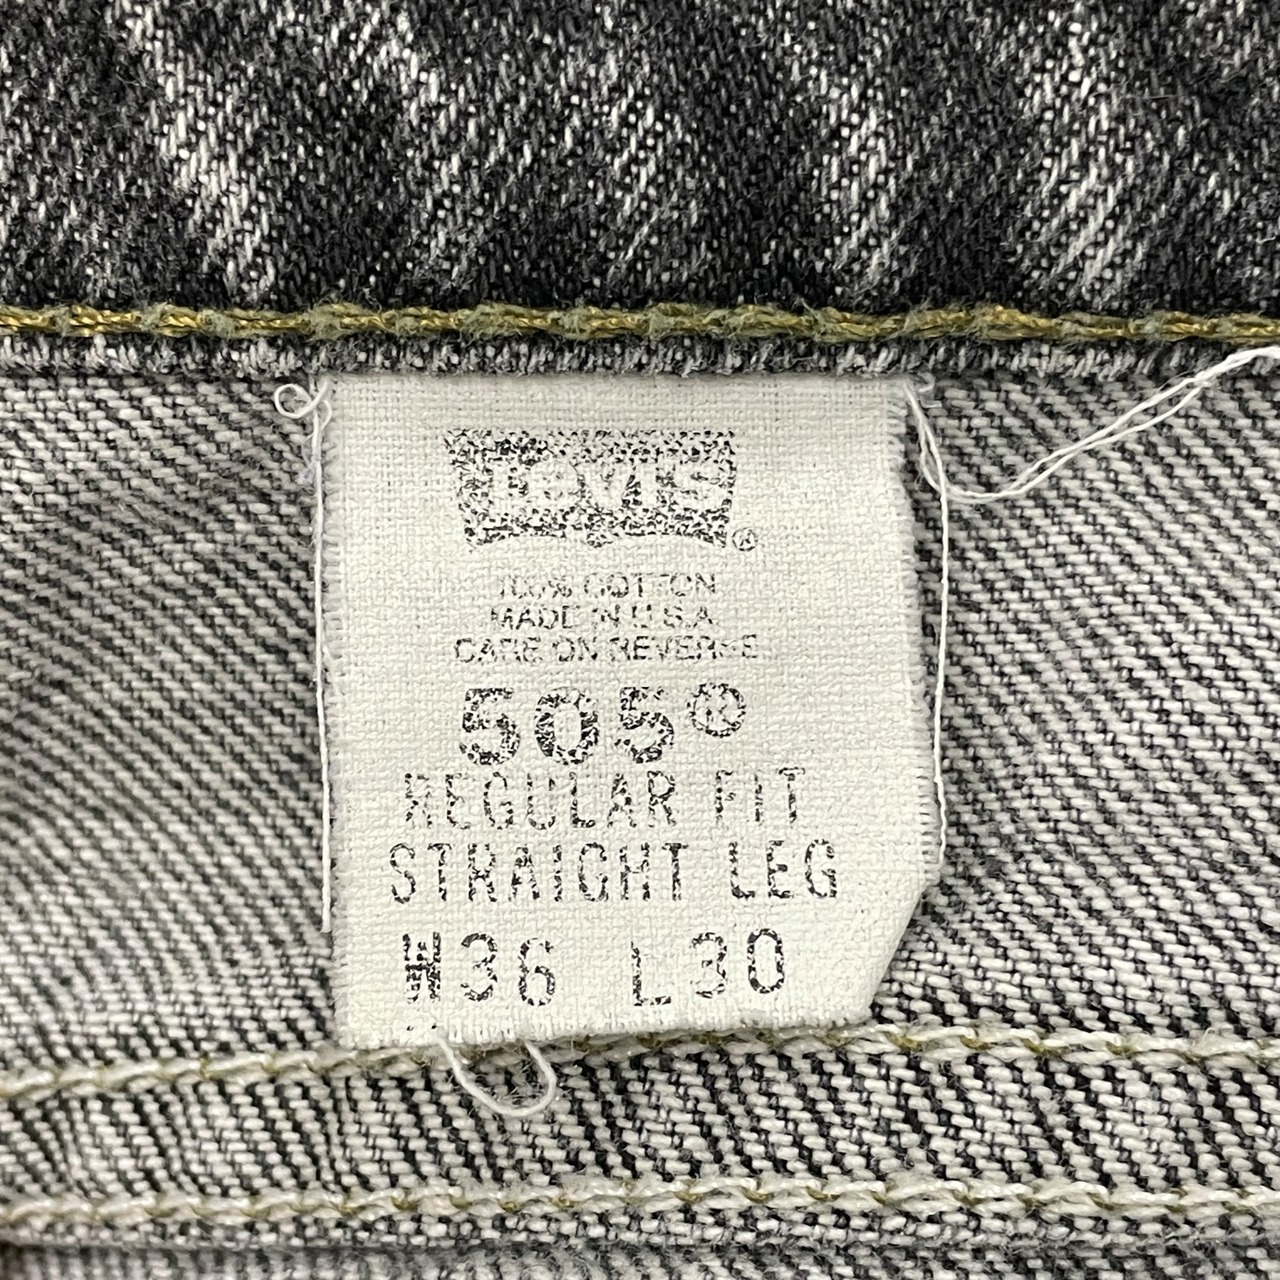 Levi's ®
100% COTTON
MADE IN U.S.A.
CARE ON REVERSE
505®
REGULAR FIT
STRAIGHT LEG
W36 L30